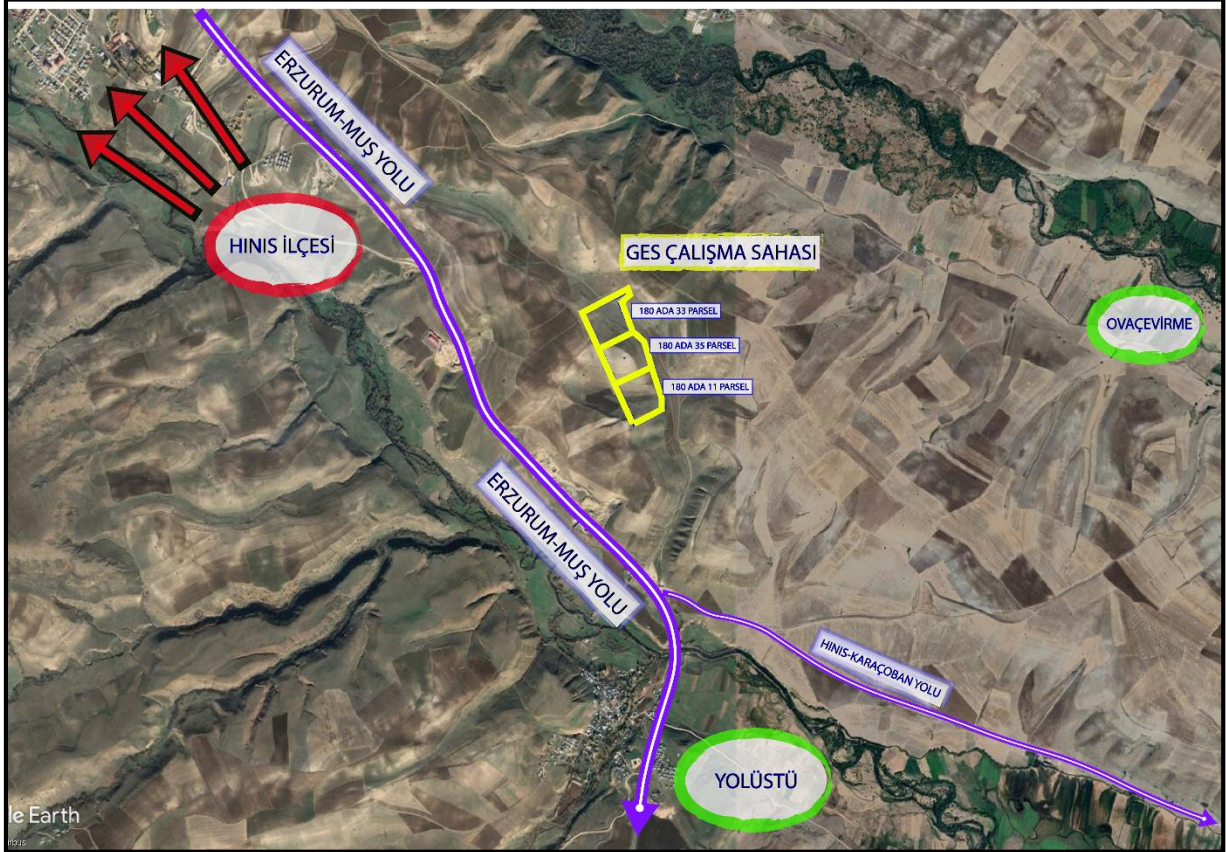 ERZURUM-MUŞ YOLU
HINIS İLÇESİ
GES ÇALIŞMA SAHASI
180 ADA 33 PARSEL
180 ADA 35 PARSEL
180 ADA 11 PARSEL
OVAÇEVİRME
ERZURUM-MUŞ YOLU
HINIS-KARAÇOBAN YOLU
YOLÜSTÜ
le Earth
irbus